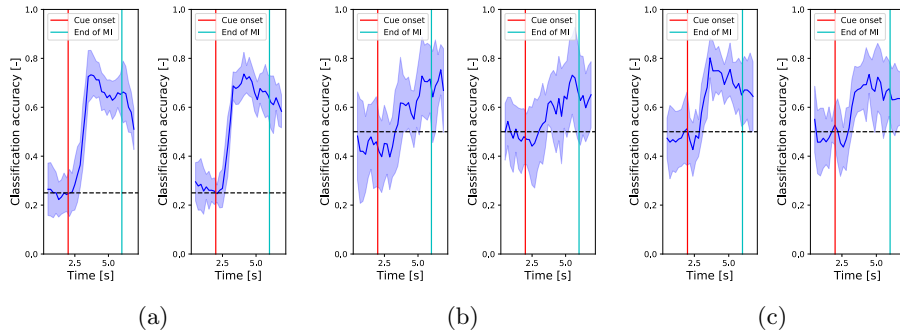 1,0
0,8
0,6
0,4
0,2
0,0
Classification accuracy [-]
Cue onset
End of MI
2.5
5.0
Time [s]
1,0
0,8
0,6
0,4
0,2
0,0
Classification accuracy [-]
Cue onset
End of MI
2.5
5.0
Time [s]
(a)
1,0
0,8
0,6
0,4
0,2
0,0
Classification accuracy [-]
Cue onset
End of MI
2.5
5.0
Time [s]
1,0
0,8
0,6
0,4
0,2
0,0
Classification accuracy [-]
Cue onset
End of MI
2.5
5.0
Time [s]
(b)
1,0
0,8
0,6
0,4
0,2
0,0
Classification accuracy [-]
Cue onset
End of MI
2.5
5.0
Time [s]
1,0
0,8
0,6
0,4
0,2
0,0
Classification accuracy [-]
Cue onset
End of MI
2.5
5.0
Time [s]
(c)